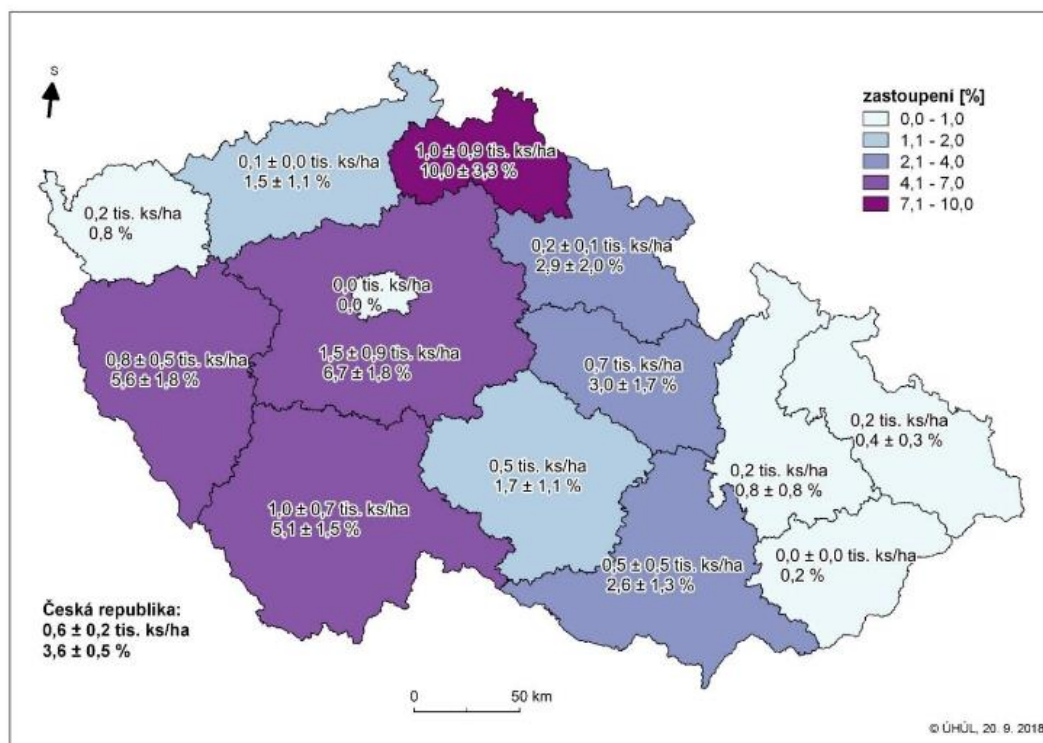 S
zastoupení [%]
0,0 - 1,0
1,1 - 2,0
2,1 - 4,0
4,1 - 7,0
7,1 - 10,0
0,1 ± 0,0 tis. ks/ha
1,5 ± 1,1 %
1,0 ± 0,9 tis. ks/ha
10,0 ± 3,3 %
0,2 tis. ks/ha
0,8 %
0,2 ± 0,1 tis. ks/ha
2,9 ± 2,0 %
0,0 tis. ks/ha
0,0 %
0,8 ± 0,5 tis. ks/ha
5,6 ± 1,8 %
1,5 ± 0,9 tis. ks/ha
6,7 ± 1,8 %
0,7 tis. ks/ha
3,0 ± 1,7 %
0,2 tis. ks/ha
0,4 ± 0,3 %
0,5 tis. ks/ha
1,7 ± 1,1 %
0,2 tis. ks/ha
0,8 ± 0,8 %
1,0 ± 0,7 tis. ks/ha
5,1 ± 1,5 %
0,5 ± 0,5 tis. ks/ha
2,6 ± 1,3 %
0,0 ± 0,0 tis. ks/ha
0,2 %
Česká republika:
0,6 ± 0,2 tis. ks/ha
3,6 ± 0,5 %
0 50 km
© ÚHÚL, 20. 9. 2018